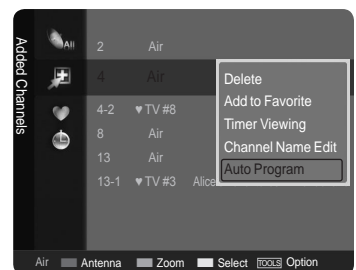 Added Channels
All
2 Air
4 Air
4-2 ♥ TV #8
8 Air
13 Air
13-1 ♥ TV #3 Alice
Delete
Add to Favorite
Timer Viewing
Channel Name Edit
Auto Program
Air Antenna Zoom Select TOOLS Option